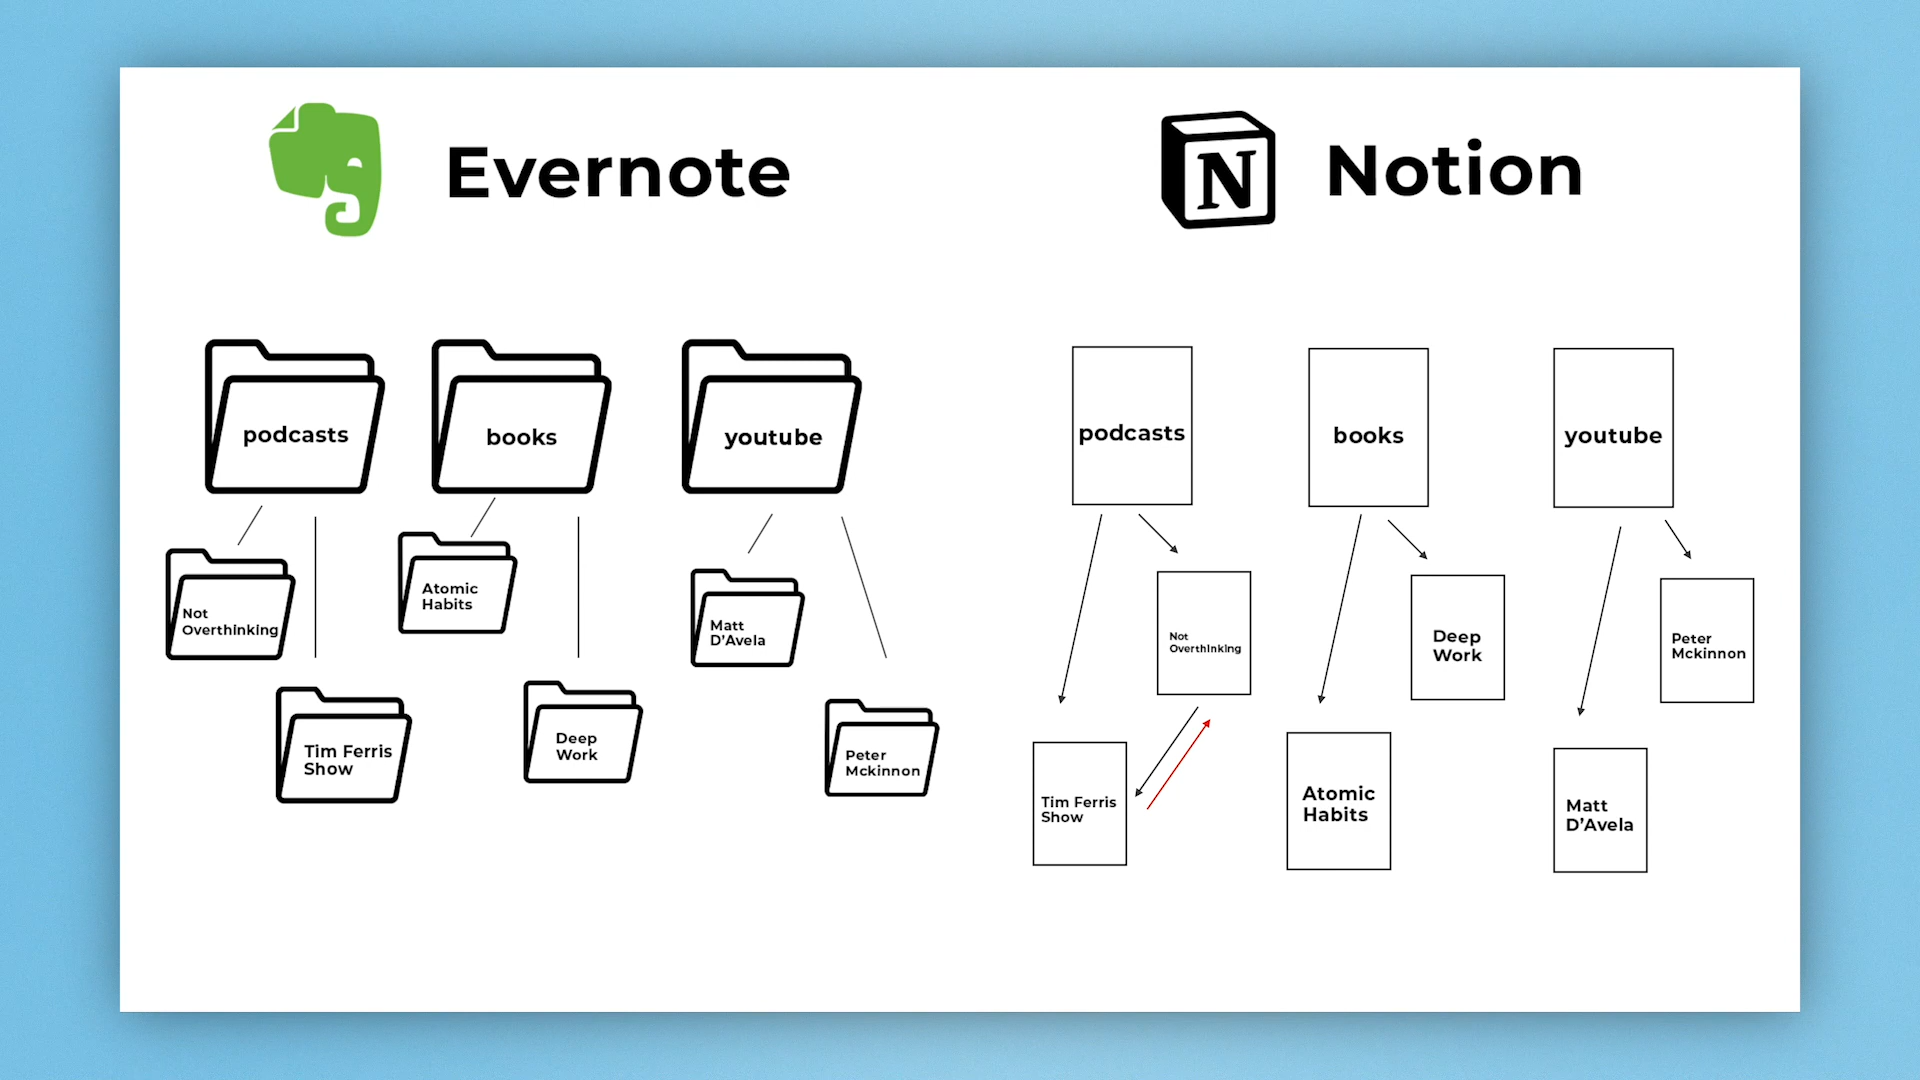 Evernote
podcasts
books
youtube
Not
Overthinking
Atomic
Habits
Matt
D'Avela
Tim Ferris
Show
Deep
Work
Peter
Mckinnon
N
Notion
podcasts
books
youtube
Not
Overthinking
Deep
Work
Peter
Mckinnon
Tim Ferris
Show
Atomic
Habits
Matt
D'Avela